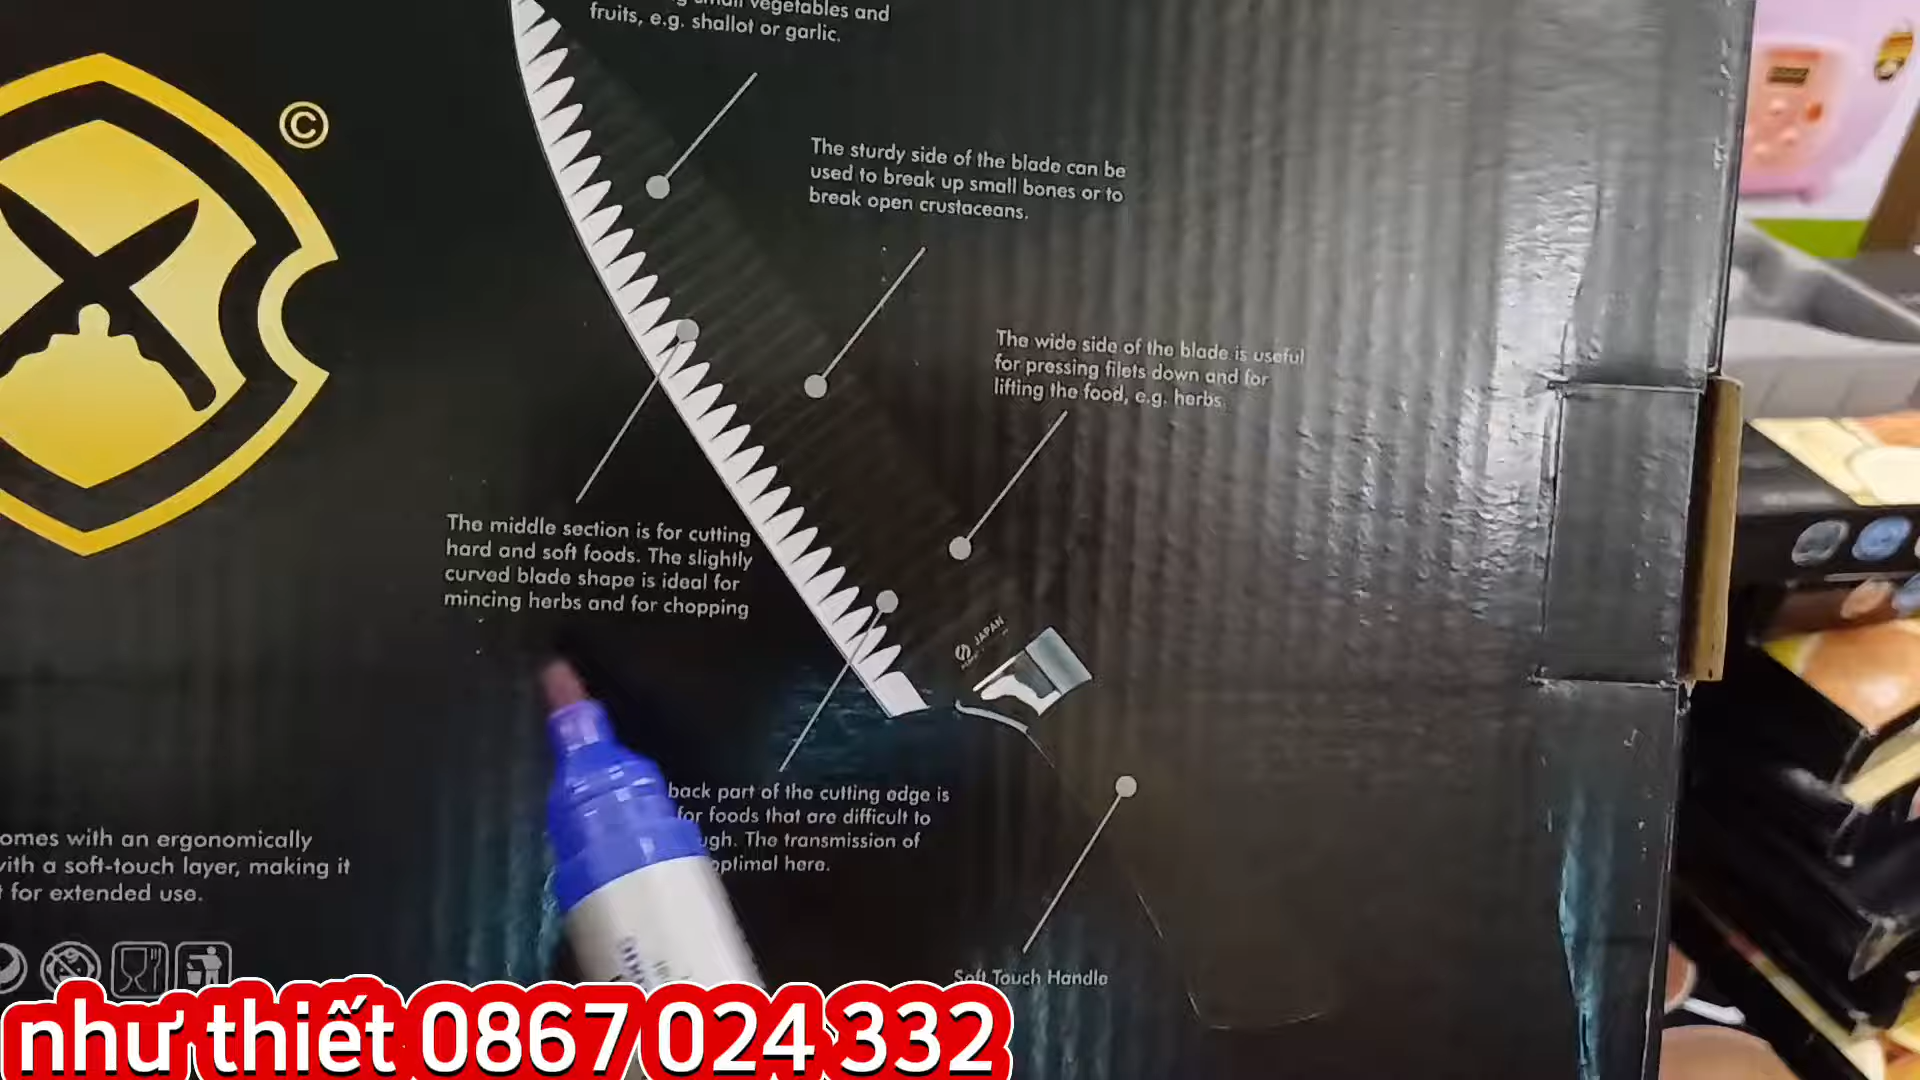 vegetables and
fruits, e.g. shallot or garlic.
©
The sturdy side of the blade can be
used to break up small bones or to
break open crustaceans.
The wide side of the blade is useful
for pressing filets down and for
lifting the food, e.g. herbs.
The middle section is for cutting
hard and soft foods. The slightly
curved blade shape is ideal for
mincing herbs and for chopping
JAPAN
back part of the cutting edge is
for foods that are difficult to
ugh. The transmission of
optimal here.
omes with an ergonomically
with a soft-touch layer, making it
t for extended use.
Soft Touch Handle
như thiết 0867 024 332